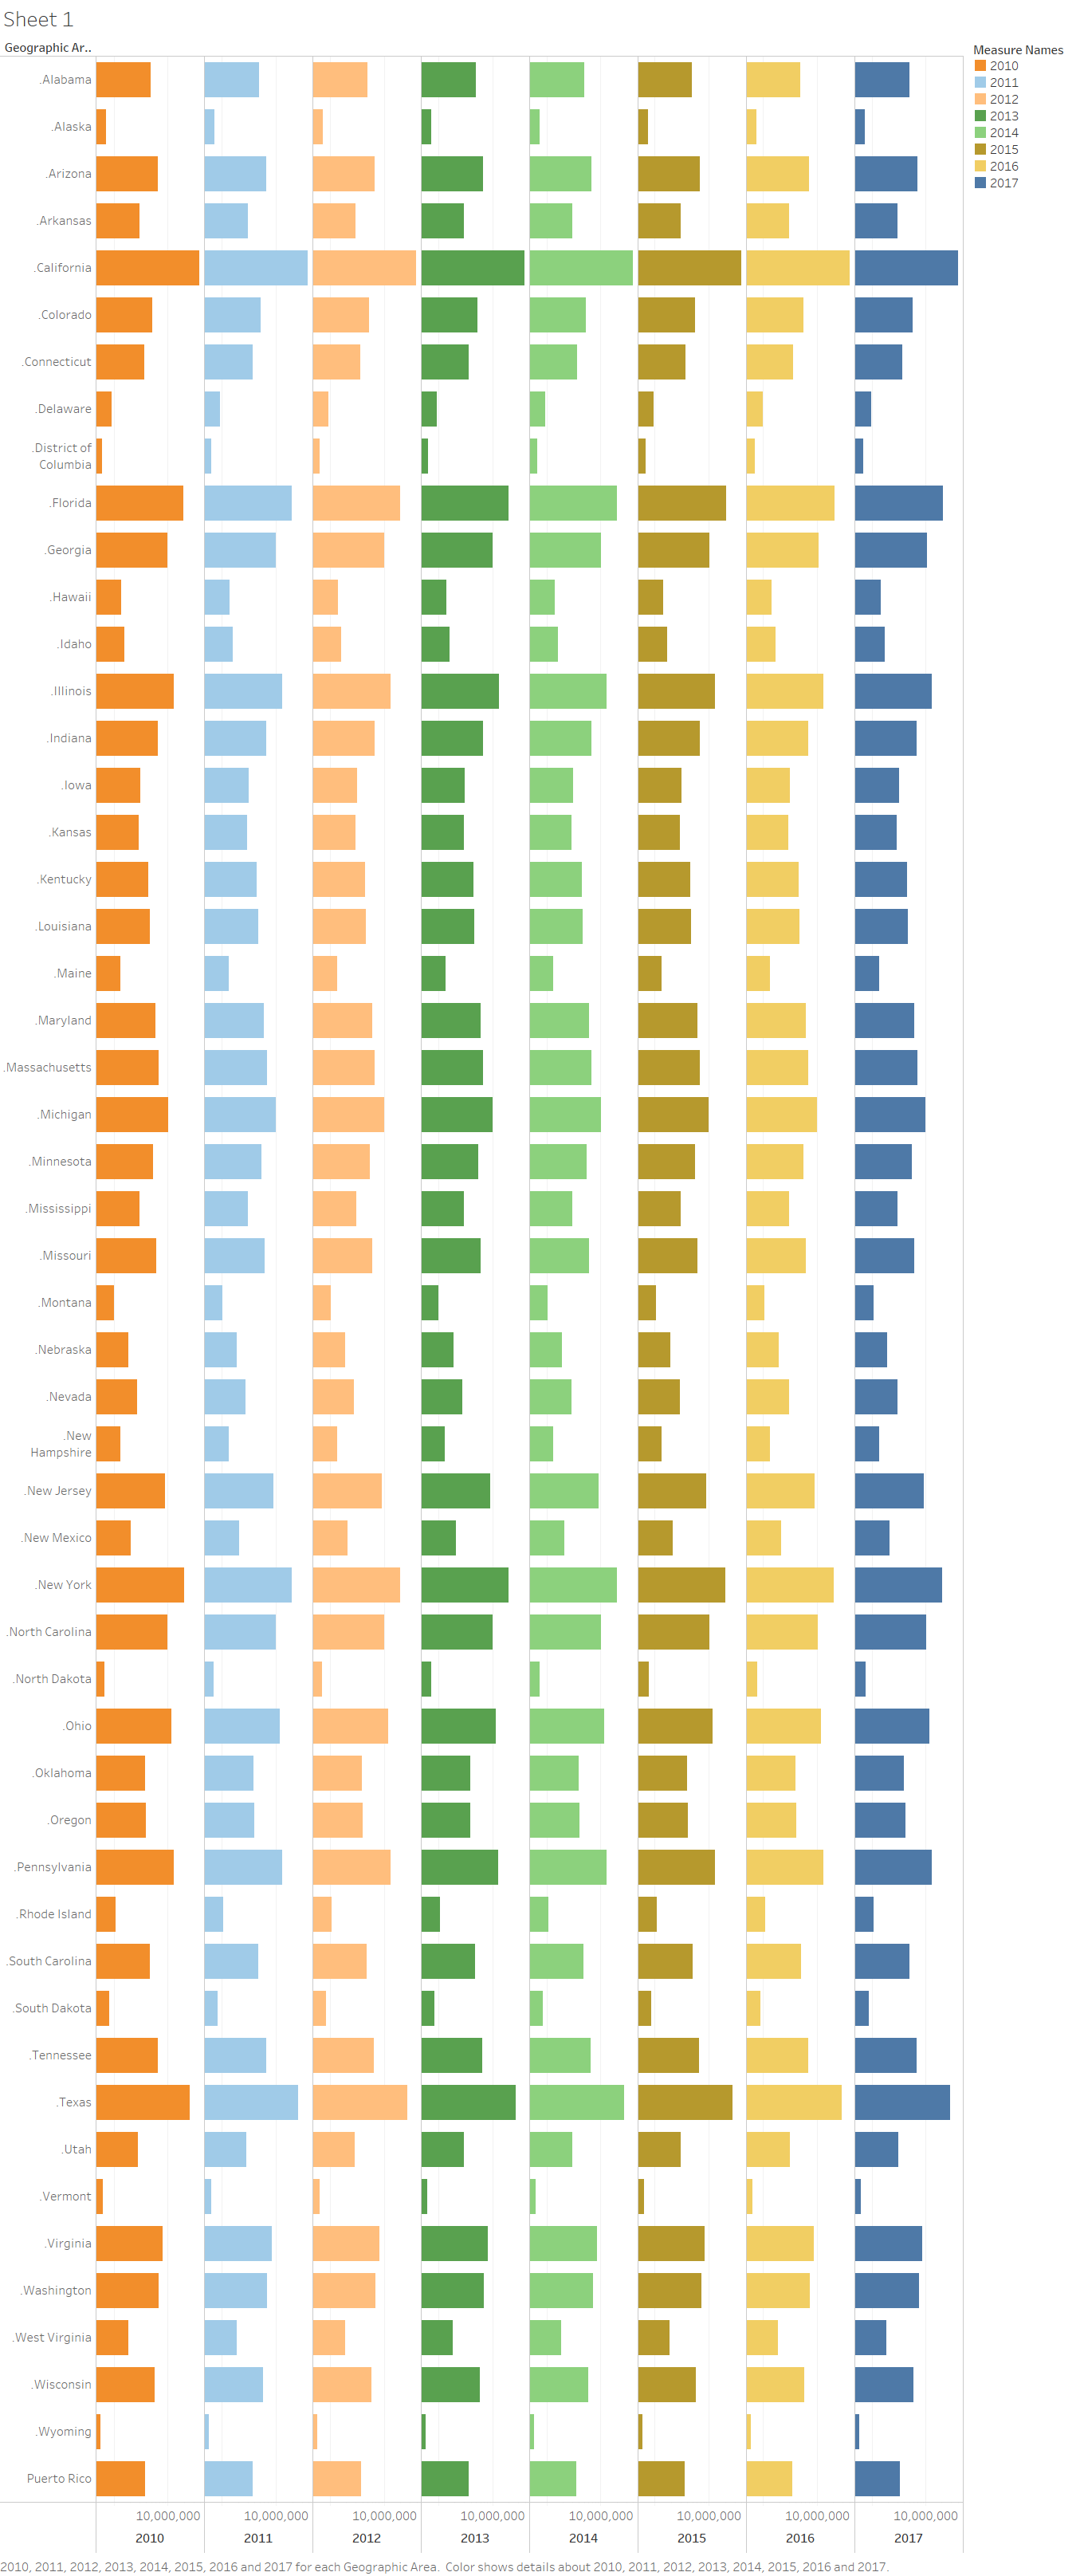 Sheet 1
Geographic Ar..
Measure Names
2010
2011
2012
2013
2014
2015
2016
2017
.Alabama
.Alaska
.Arizona
.Arkansas
.California
.Colorado
.Connecticut
.Delaware
.District of
Columbia
.Florida
.Georgia
.Hawaii
.Idaho
.Illinois
.Indiana
.Iowa
.Kansas
.Kentucky
.Louisiana
.Maine
.Maryland
.Massachusetts
.Michigan
.Minnesota
.Mississippi
.Missouri
.Montana
.Nebraska
.Nevada
.New
Hampshire
.New Jersey
.New Mexico
.New York
.North Carolina
.North Dakota
.Ohio
.Oklahoma
.Oregon
.Pennsylvania
.Rhode Island
.South Carolina
.South Dakota
.Tennessee
.Texas
.Utah
.Vermont
.Virginia
.Washington
.West Virginia
.Wisconsin
.Wyoming
Puerto Rico
10,000,000 10,000,000 10,000,000 10,000,000 10,000,000 10,000,000 10,000,000 10,000,000
2010 2011 2012 2013 2014 2015 2016 2017
2010, 2011, 2012, 2013, 2014, 2015, 2016 and 2017 for each Geographic Area.  Color shows details about 2010, 2011, 2012, 2013, 2014, 2015, 2016 and 2017.